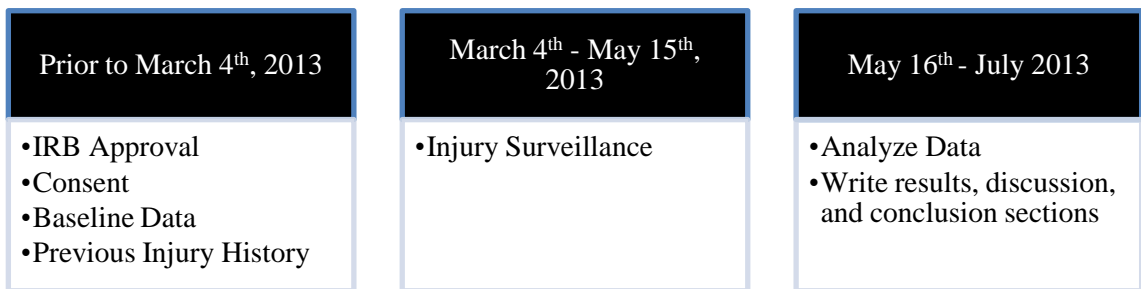 Prior to March 4th, 2013
•IRB Approval
•Consent
•Baseline Data
•Previous Injury History
March 4th - May 15th,
2013
•Injury Surveillance
May 16th - July 2013
•Analyze Data
•Write results, discussion,
and conclusion sections